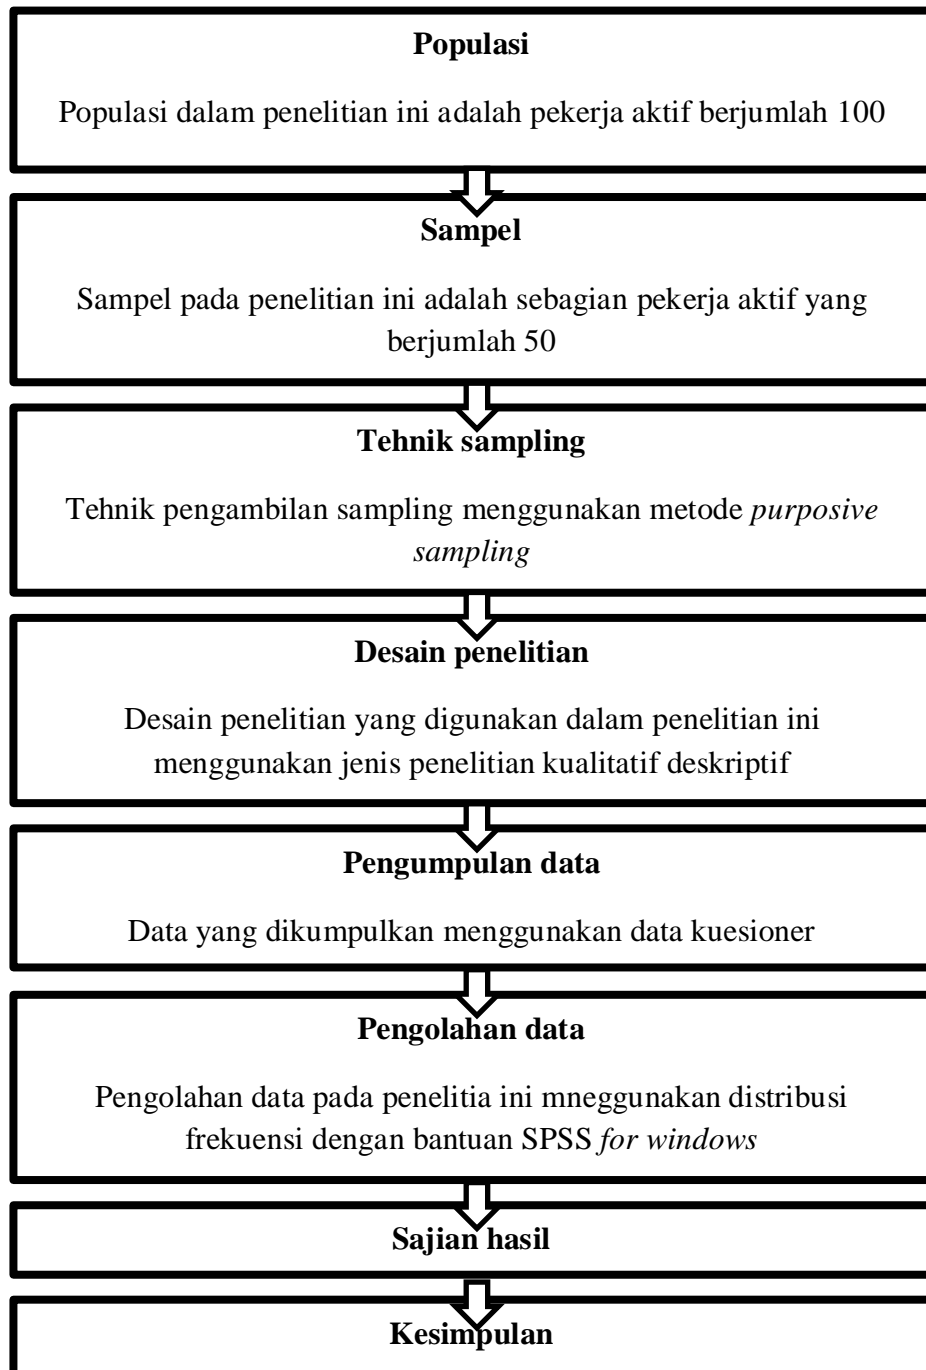 Populasi
Populasi dalam penelitian ini adalah pekerja aktif berjumlah 100
Sampel
Sampel pada penelitian ini adalah sebagian pekerja aktif yang
berjumlah 50
Tehnik sampling
Tehnik pengambilan sampling menggunakan metode purposive
sampling
Desain penelitian
Desain penelitian yang digunakan dalam penelitian ini
menggunakan jenis penelitian kualitatif deskriptif
Pengumpulan data
Data yang dikumpulkan menggunakan data kuesioner
Pengolahan data
Pengolahan data pada penelitia ini mneggunakan distribusi
frekuensi dengan bantuan SPSS for windows
Sajian hasil
Kesimpulan